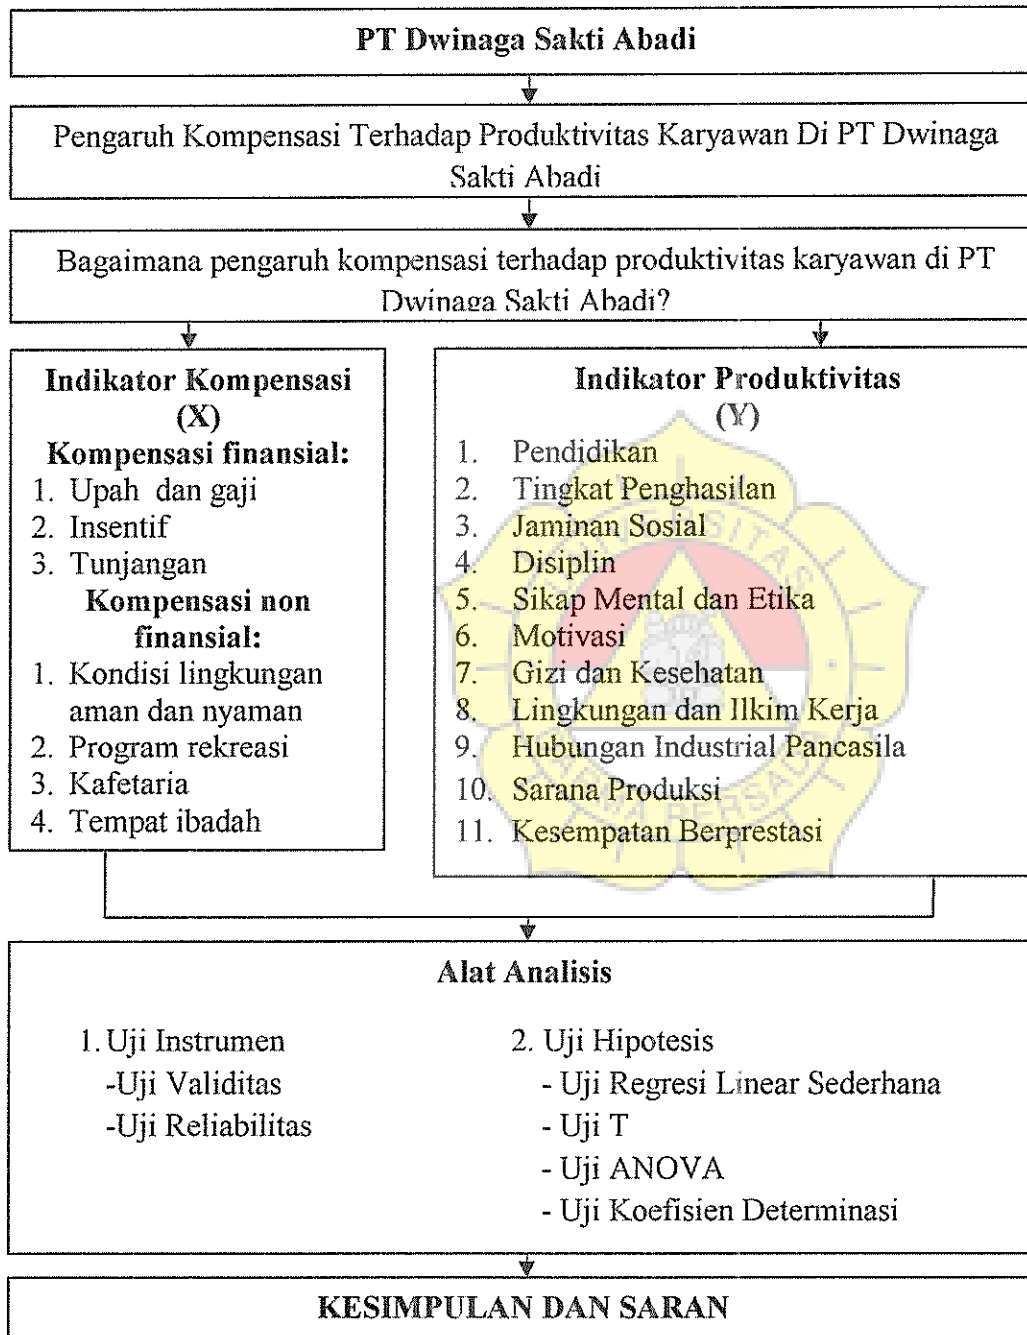 PT Dwinaga Sakti Abadi
Pengaruh Kompensasi Terhadap Produktivitas Karyawan Di PT Dwinaga
Sakti Abadi
Bagaimana pengaruh kompensasi terhadap produktivitas karyawan di PT
Dwinaga Sakti Abadi?
Indikator Kompensasi
(X)
Kompensasi finansial:
1. Upah dan gaji
2. Insentif
3. Tunjangan
Kompensasi non
finansial:
1. Kondisi lingkungan
aman dan nyaman
2. Program rekreasi
3. Kafetaria
4. Tempat ibadah
Indikator Produktivitas
(Y)
1. Pendidikan
2. Tingkat Penghasilan
3. Jaminan Sosial
4. Disiplin
5. Sikap Mental dan Etika
6. Motivasi
7. Gizi dan Kesehatan
8. Lingkungan dan Ilkim Kerja
9. Hubungan Industrial Pancasila
10. Sarana Produksi
11. Kesempatan Berprestasi
UNIVERSITAS
DARMA PERSADA
Alat Analisis
1. Uji Instrumen
-Uji Validitas
-Uji Reliabilitas
2. Uji Hipotesis
- Uji Regresi Linear Sederhana
- Uji T
- Uji ANOVA
- Uji Koefisien Determinasi
KESIMPULAN DAN SARAN